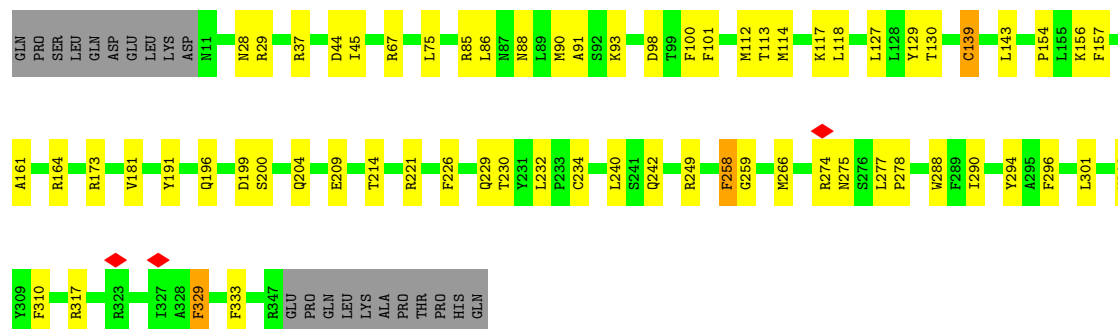 GLN PRO SER LEU GLN ASP GLU LEU LYS ASP N11 N28 R29 R37 D44 I45 R67 L75 R85 L86 N87 N88 L89 M90 A91 S92 K93 D98 T99 F100 F101 M112 T113 M114 K117 L118 L127 L128 Y129 T130 C139 L143 P154 L155 K156 F157
A161 R164 R173 V181 Y191 Q196 D199 S200 Q204 E209 T214 R221 F226 Q229 T230 Y231 L232 P233 C234 L240 S241 Q242 R249 F258 G259 M266 R274 N275 S276 L277 P278 W288 F289 I290 Y294 A295 F296 L301
Y309 F310 R317 R323 I327 A328 F329 F333 R347 GLU PRO GLN LEU LYS ALA PRO THR PRO HIS GLN